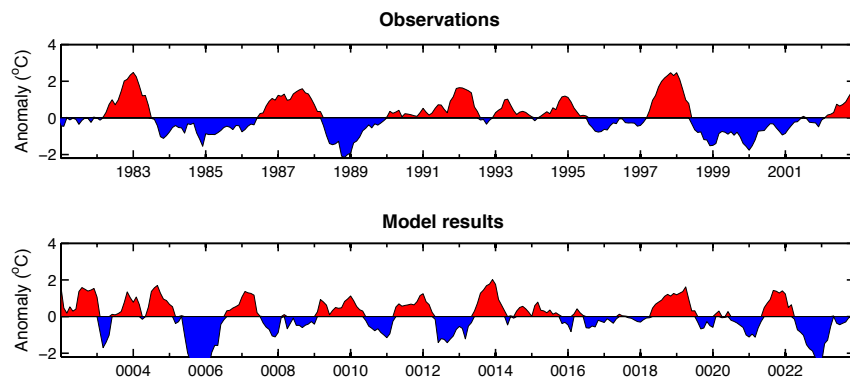 Observations
Anomaly (°C)
4
2
0
−2
1983 1985 1987 1989 1991 1993 1995 1997 1999 2001
Model results
Anomaly (°C)
4
2
0
−2
0004 0006 0008 0010 0012 0014 0016 0018 0020 0022